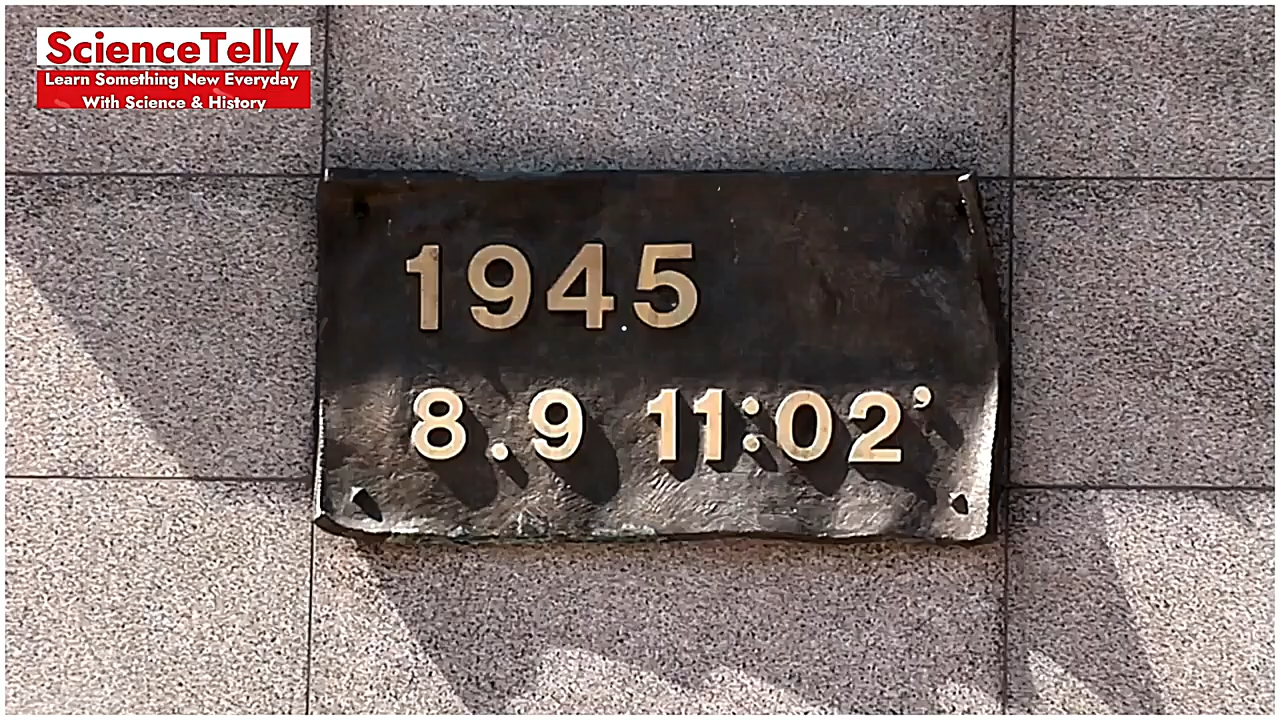 ScienceTelly
Learn Something New Everyday
With Science & History
1945
8.9 11:02'